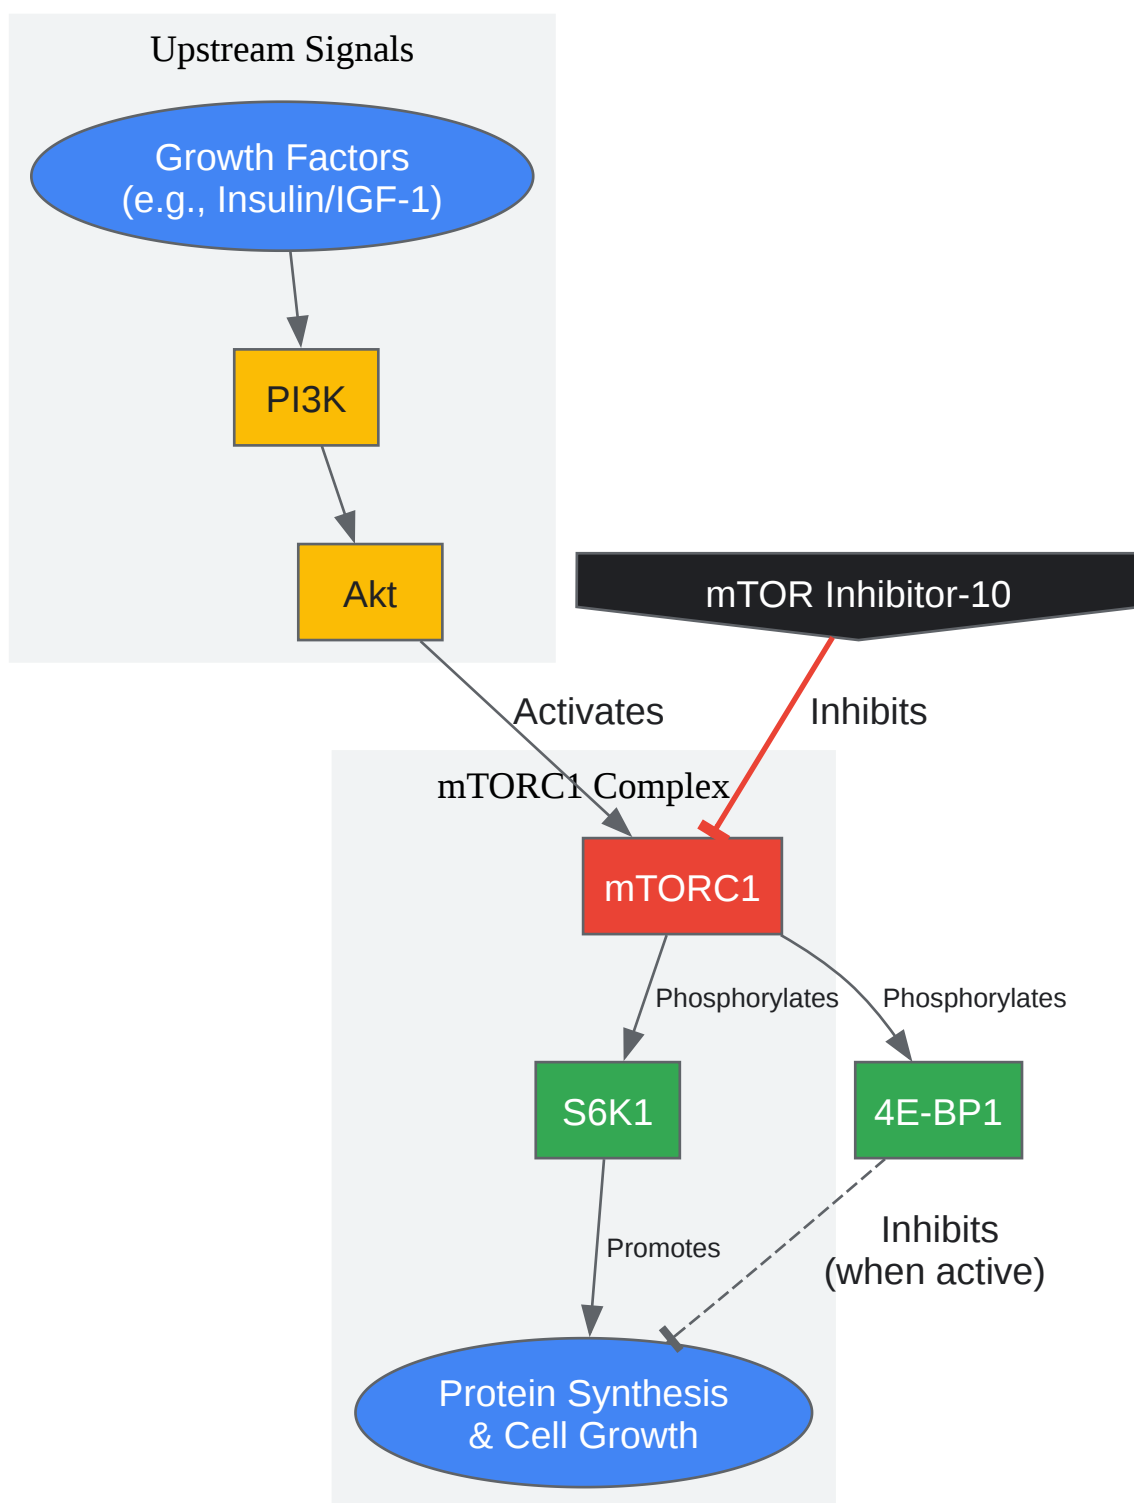 Upstream Signals
Growth Factors
(e.g., Insulin/IGF-1)
PI3K
Akt
mTOR Inhibitor-10
Activates
Inhibits
mTORC1 Complex
mTORC1
Phosphorylates
Phosphorylates
S6K1
4E-BP1
Inhibits
(when active)
Promotes
Protein Synthesis
& Cell Growth